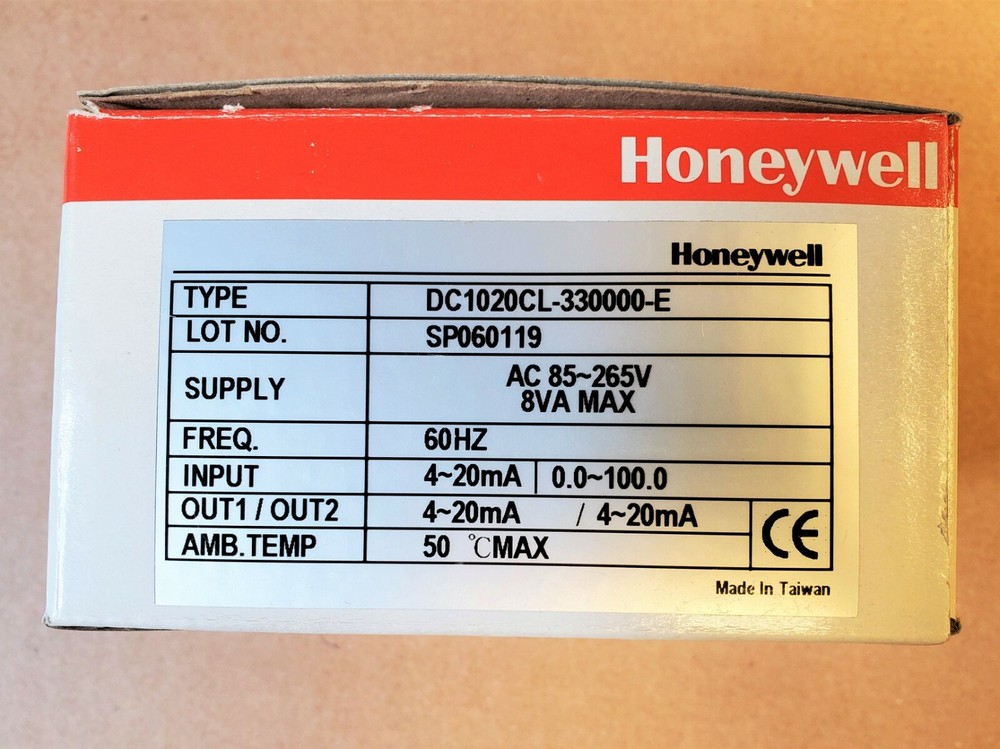 Honeywell
Honeywell
TYPE DC1020CL-330000-E
LOT NO. SP060119
SUPPLY AC 85~265V
8VA MAX
FREQ. 60HZ
INPUT 4~20mA 0.0~100.0
OUT1 / OUT2 4~20mA / 4~20mA
CE
AMB.TEMP 50 ℃MAX
Made In Taiwan